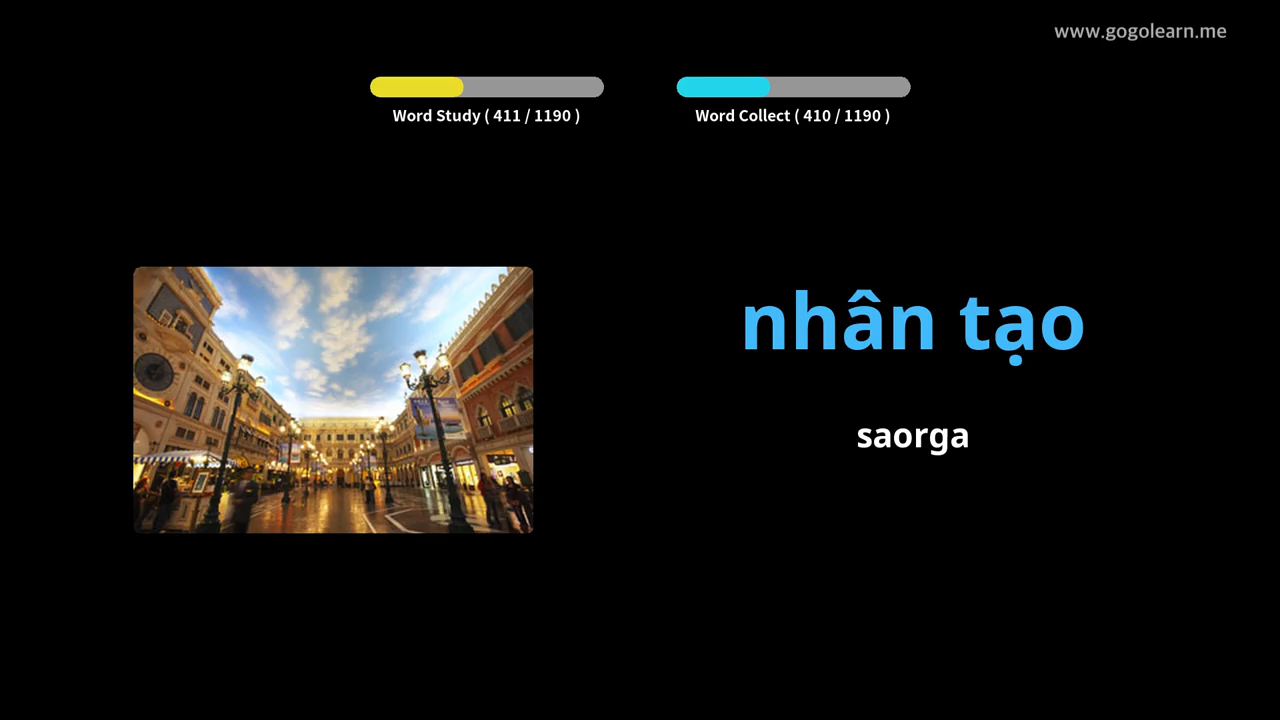 www.gogolearn.me
Word Study ( 411 / 1190 )
Word Collect ( 410 / 1190 )
nhân tạo
saorga